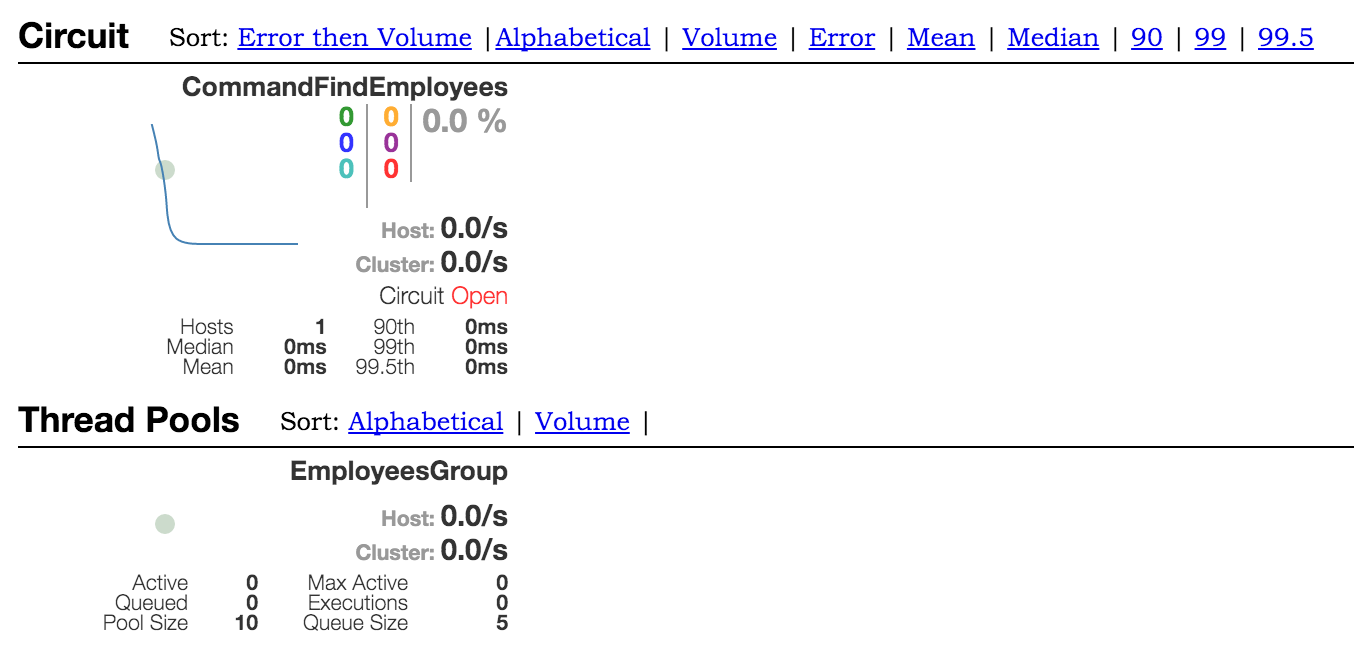 Circuit Sort: Error then Volume | Alphabetical | Volume | Error | Mean | Median | 90 | 99 | 99.5
CommandFindEmployees
0 0 0.0 %
0 0
0 0
Host: 0.0/s
Cluster: 0.0/s
Circuit Open
Hosts 1 90th 0ms
Median 0ms 99th 0ms
Mean 0ms 99.5th 0ms
Thread Pools Sort: Alphabetical | Volume |
EmployeesGroup
Host: 0.0/s
Cluster: 0.0/s
Active 0 Max Active 0
Queued 0 Executions 0
Pool Size 10 Queue Size 5